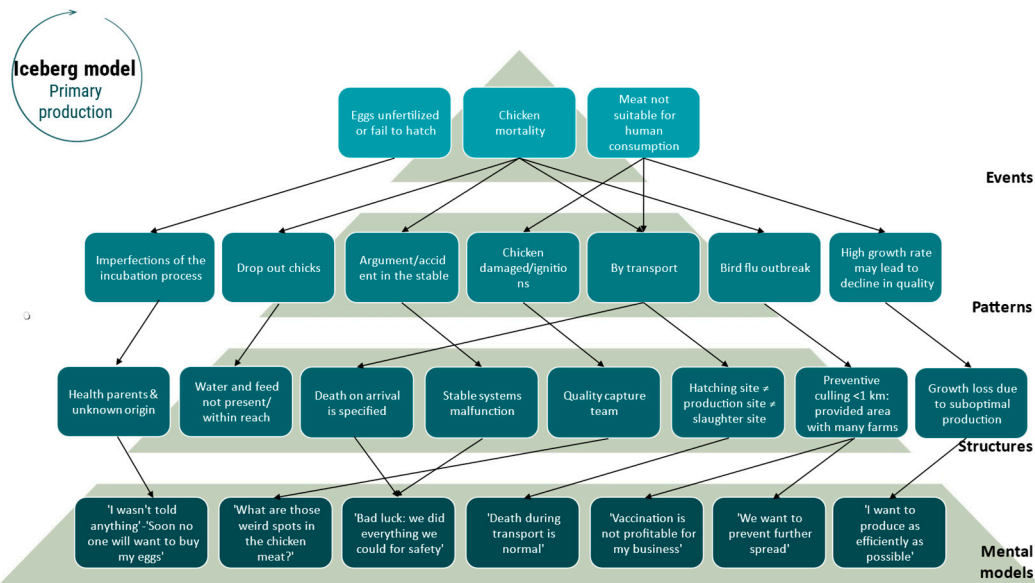 Iceberg model
Primary
production
Eggs unfertilized
or fail to hatch
Chicken
mortality
Meat not
suitable for
human
consumption
Events
Imperfections of the
incubation process
Drop out chicks
Argument/accid
ent in the stable
Chicken
damaged/ignitio
ns
By transport
Bird flu outbreak
High growth rate
may lead to
decline in quality
Patterns
Health parents &
unknown origin
Water and feed
not present/
within reach
Death on arrival
is specified
Stable systems
malfunction
Quality capture
team
Hatching site ≠
production site ≠
slaughter site
Preventive
culling <1 km:
provided area
with many farms
Growth loss due
to suboptimal
production
Structures
'I wasn't told
anything'-'Soon no
one will want to buy
my eggs'
'What are those
weird spots in
the chicken
meat?'
'Bad luck: we did
everything we
could for safety'
'Death during
transport is
normal'
'Vaccination is
not profitable for
my business'
'We want to
prevent further
spread'
'I want to
produce as
efficiently as
possible'
Mental
models